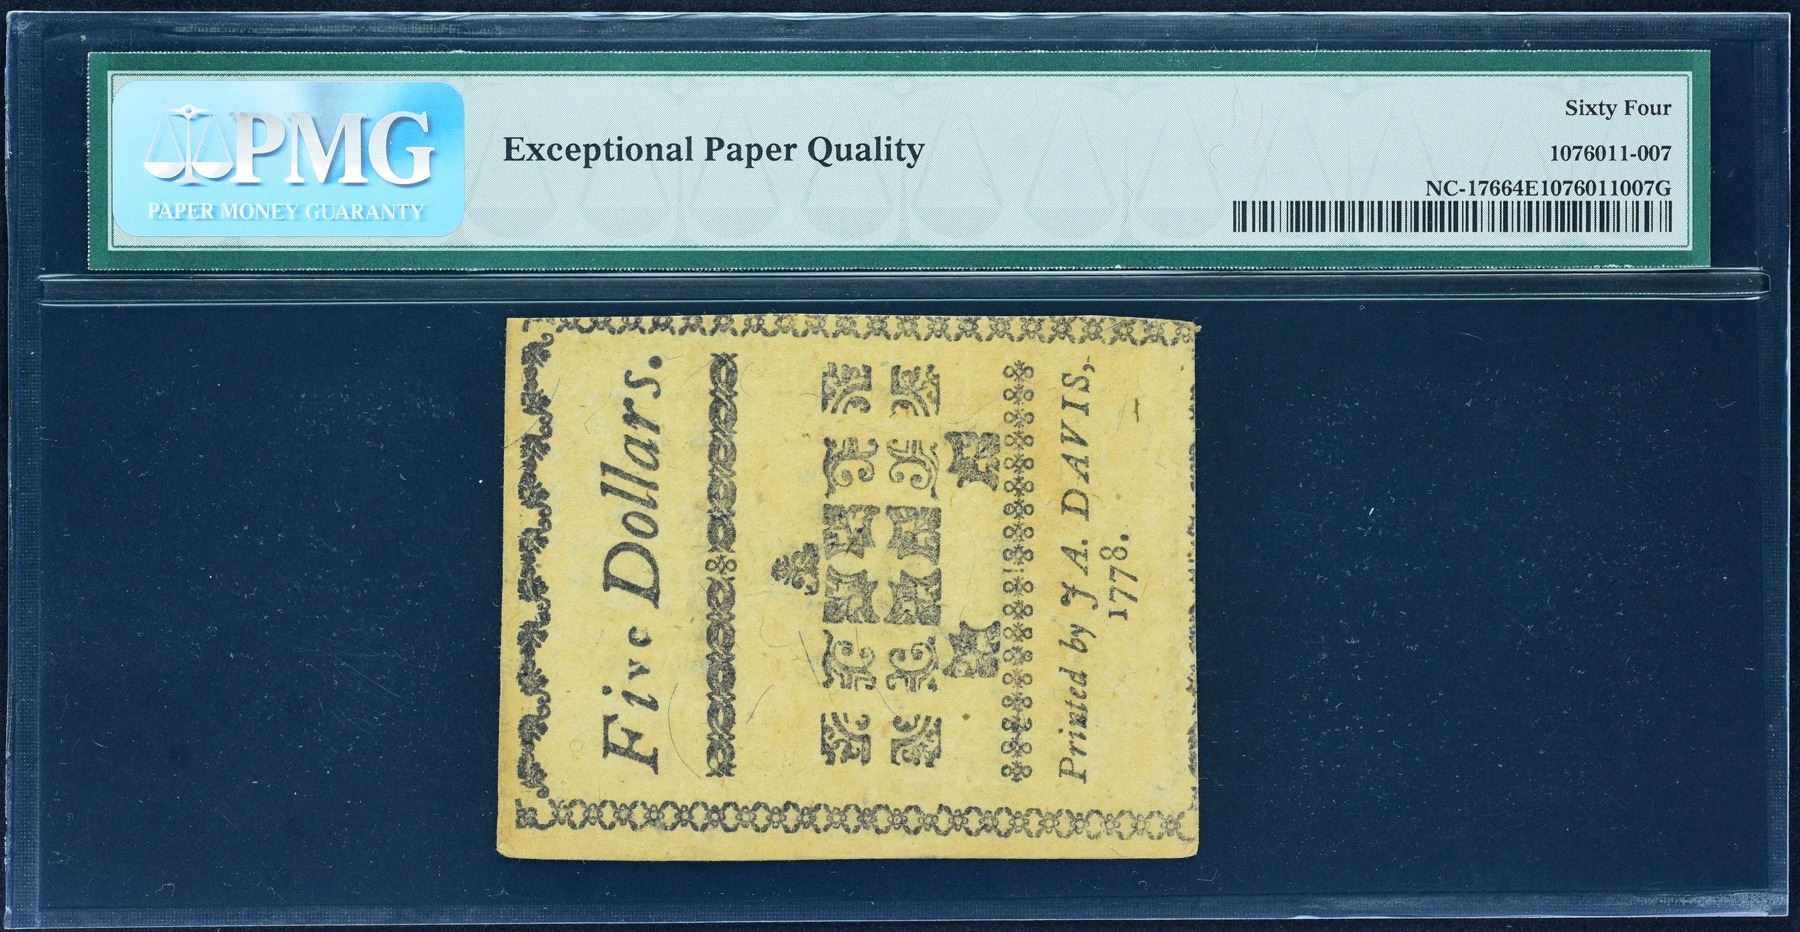 PMG
PAPER MONEY GUARANTY
Exceptional Paper Quality
Sixty Four
1076011-007
NC-17664E1076011007G
Five Dollars.
Printed by J A. DAVIS,
1778.